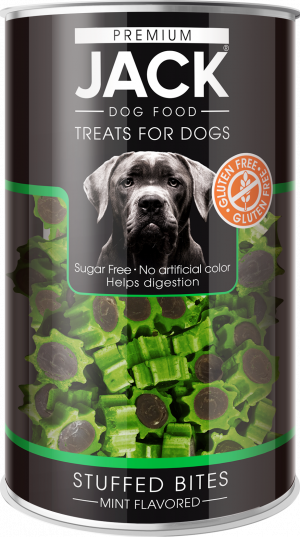 PREMIUM
JACK®
DOG FOOD
TREATS FOR DOGS
GLUTEN FREE • GLUTEN FREE •
Sugar Free • No artificial color
Helps digestion
STUFFED BITES
MINT FLAVORED